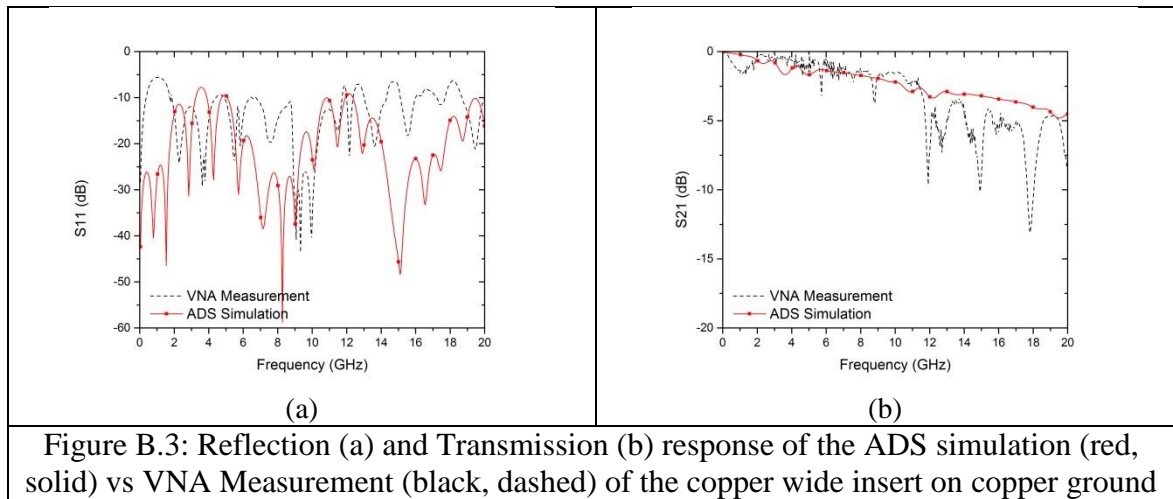 0
-10
-20
-30
-40
-50
-60
S11 (dB)
VNA Measurement
ADS Simulation
0 2 4 6 8 10 12 14 16 18 20
Frequency (GHz)
(a)
0
-5
-10
-15
-20
S21 (dB)
VNA Measurement
ADS Simulation
0 2 4 6 8 10 12 14 16 18 20
Frequency (GHz)
(b)
Figure B.3: Reflection (a) and Transmission (b) response of the ADS simulation (red,
solid) vs VNA Measurement (black, dashed) of the copper wide insert on copper ground